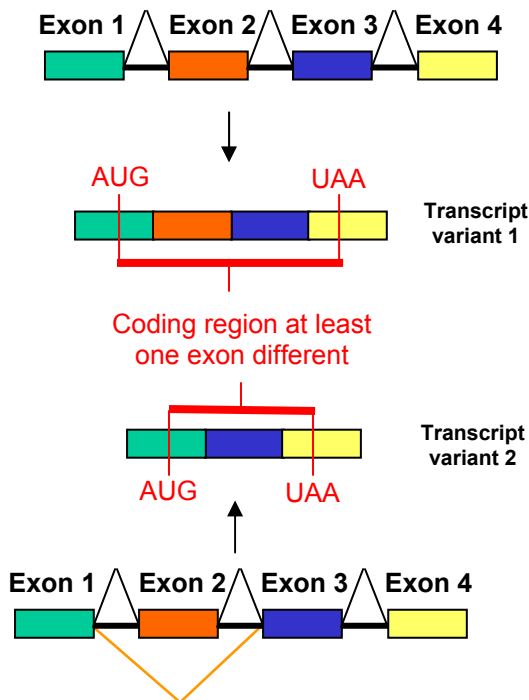 Exon 1 Exon 2 Exon 3 Exon 4
AUG UAA
Transcript
variant 1
Coding region at least
one exon different
Transcript
variant 2
AUG UAA
Exon 1 Exon 2 Exon 3 Exon 4